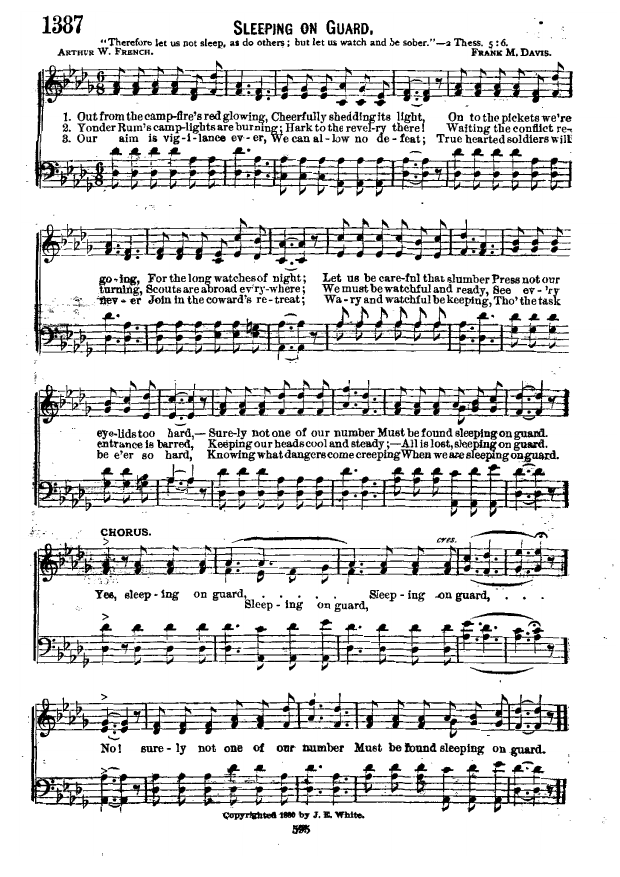 1387
SLEEPING ON GUARD.
"Therefore let us not sleep, as do others; but let us watch and be sober."—2 Thess. 5:6.
ARTHUR W. FRENCH. FRANK M. DAVIS.
1. Out from the camp-fire's red glowing, Cheerfully shedding its light, On to the pickets we're
2. Yonder Rum's camp-lights are burning; Hark to the revel-ry there! Waiting the conflict re-
3. Our aim is vig-i-lance ev-er, We can al-low no de-feat; True hearted soldiers will
go-ing, For the long watches of night; Let us be care-ful that slumber Press not our
turning, Scouts are abroad ev'ry-where; We must be watchful and ready, See ev-'ry
nev-er Join in the coward's re-treat; Wa-ry and watchful be keeping, Tho' the task
eye-lids too hard,— Sure-ly not one of our number Must be found sleeping on guard.
entrance is barred, Keeping our heads cool and steady;—All is lost, sleeping on guard.
be e'er so hard, Knowing what dangers come creeping When we are sleeping on guard.
CHORUS.
cres.
Yes, sleep-ing on guard, . . . . . Sleep-ing on guard, . . .
Sleep-ing on guard,
No! sure-ly not one of our number Must be found sleeping on guard.
Copyrighted 1880 by J. E. White.